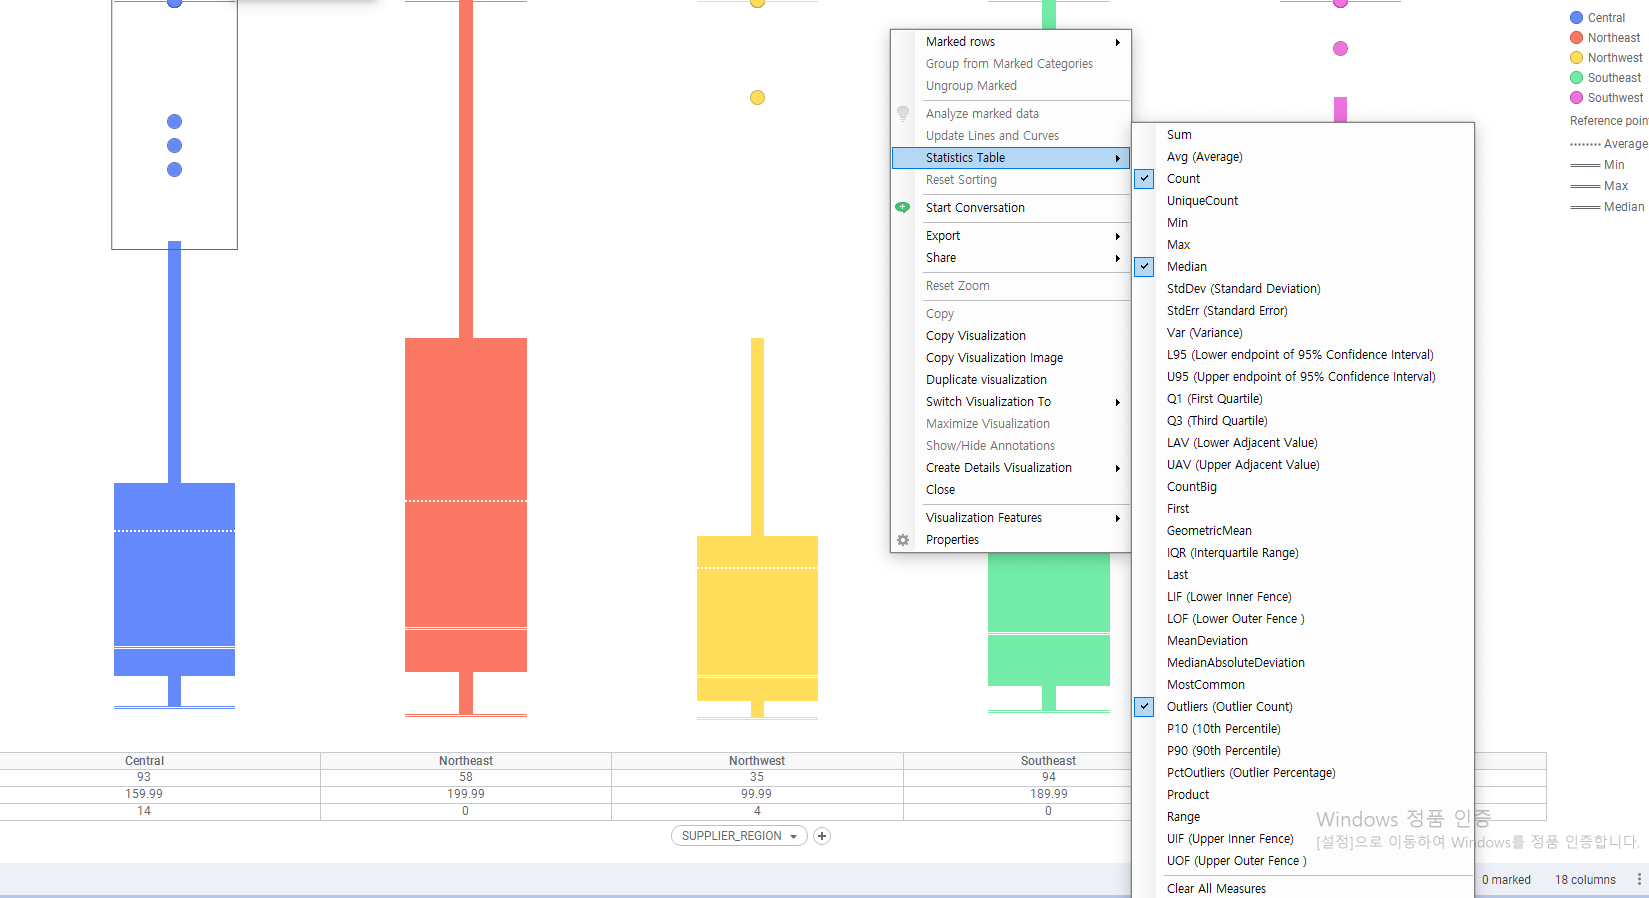 Central
Northeast
Northwest
Southeast
Southwest
Average
Min
Max
Median
Marked rows
Group from Marked Categories
Ungroup Marked
Analyze marked data
Update Lines and Curves
Statistics Table
Reset Sorting
Start Conversation
Export
Share
Reset Zoom
Copy
Copy Visualization
Copy Visualization Image
Duplicate visualization
Switch Visualization To
Maximize Visualization
Show/Hide Annotations
Create Details Visualization
Close
Visualization Features
Properties
Sum
Avg (Average)
Count
UniqueCount
Min
Max
Median
StdDev (Standard Deviation)
StdErr (Standard Error)
Var (Variance)
L95 (Lower endpoint of 95% Confidence Interval)
U95 (Upper endpoint of 95% Confidence Interval)
Q1 (First Quartile)
Q3 (Third Quartile)
LAV (Lower Adjacent Value)
UAV (Upper Adjacent Value)
CountBig
First
GeometricMean
IQR (Interquartile Range)
Last
LIF (Lower Inner Fence)
LOF (Lower Outer Fence )
MeanDeviation
MedianAbsoluteDeviation
MostCommon
Outliers (Outlier Count)
P10 (10th Percentile)
P90 (90th Percentile)
PctOutliers (Outlier Percentage)
Product
Range
UIF (Upper Inner Fence)
UOF (Upper Outer Fence )
Clear All Measures
Central Northeast Northwest Southeast
93 58 35 94
159.99 199.99 99.99 189.99
14 0 4 0
SUPPLIER_REGION
Windows 정품 인증
[설정]으로 이동하여 Windows를 정품 인증합니다.
0 marked 18 columns
Reference poin